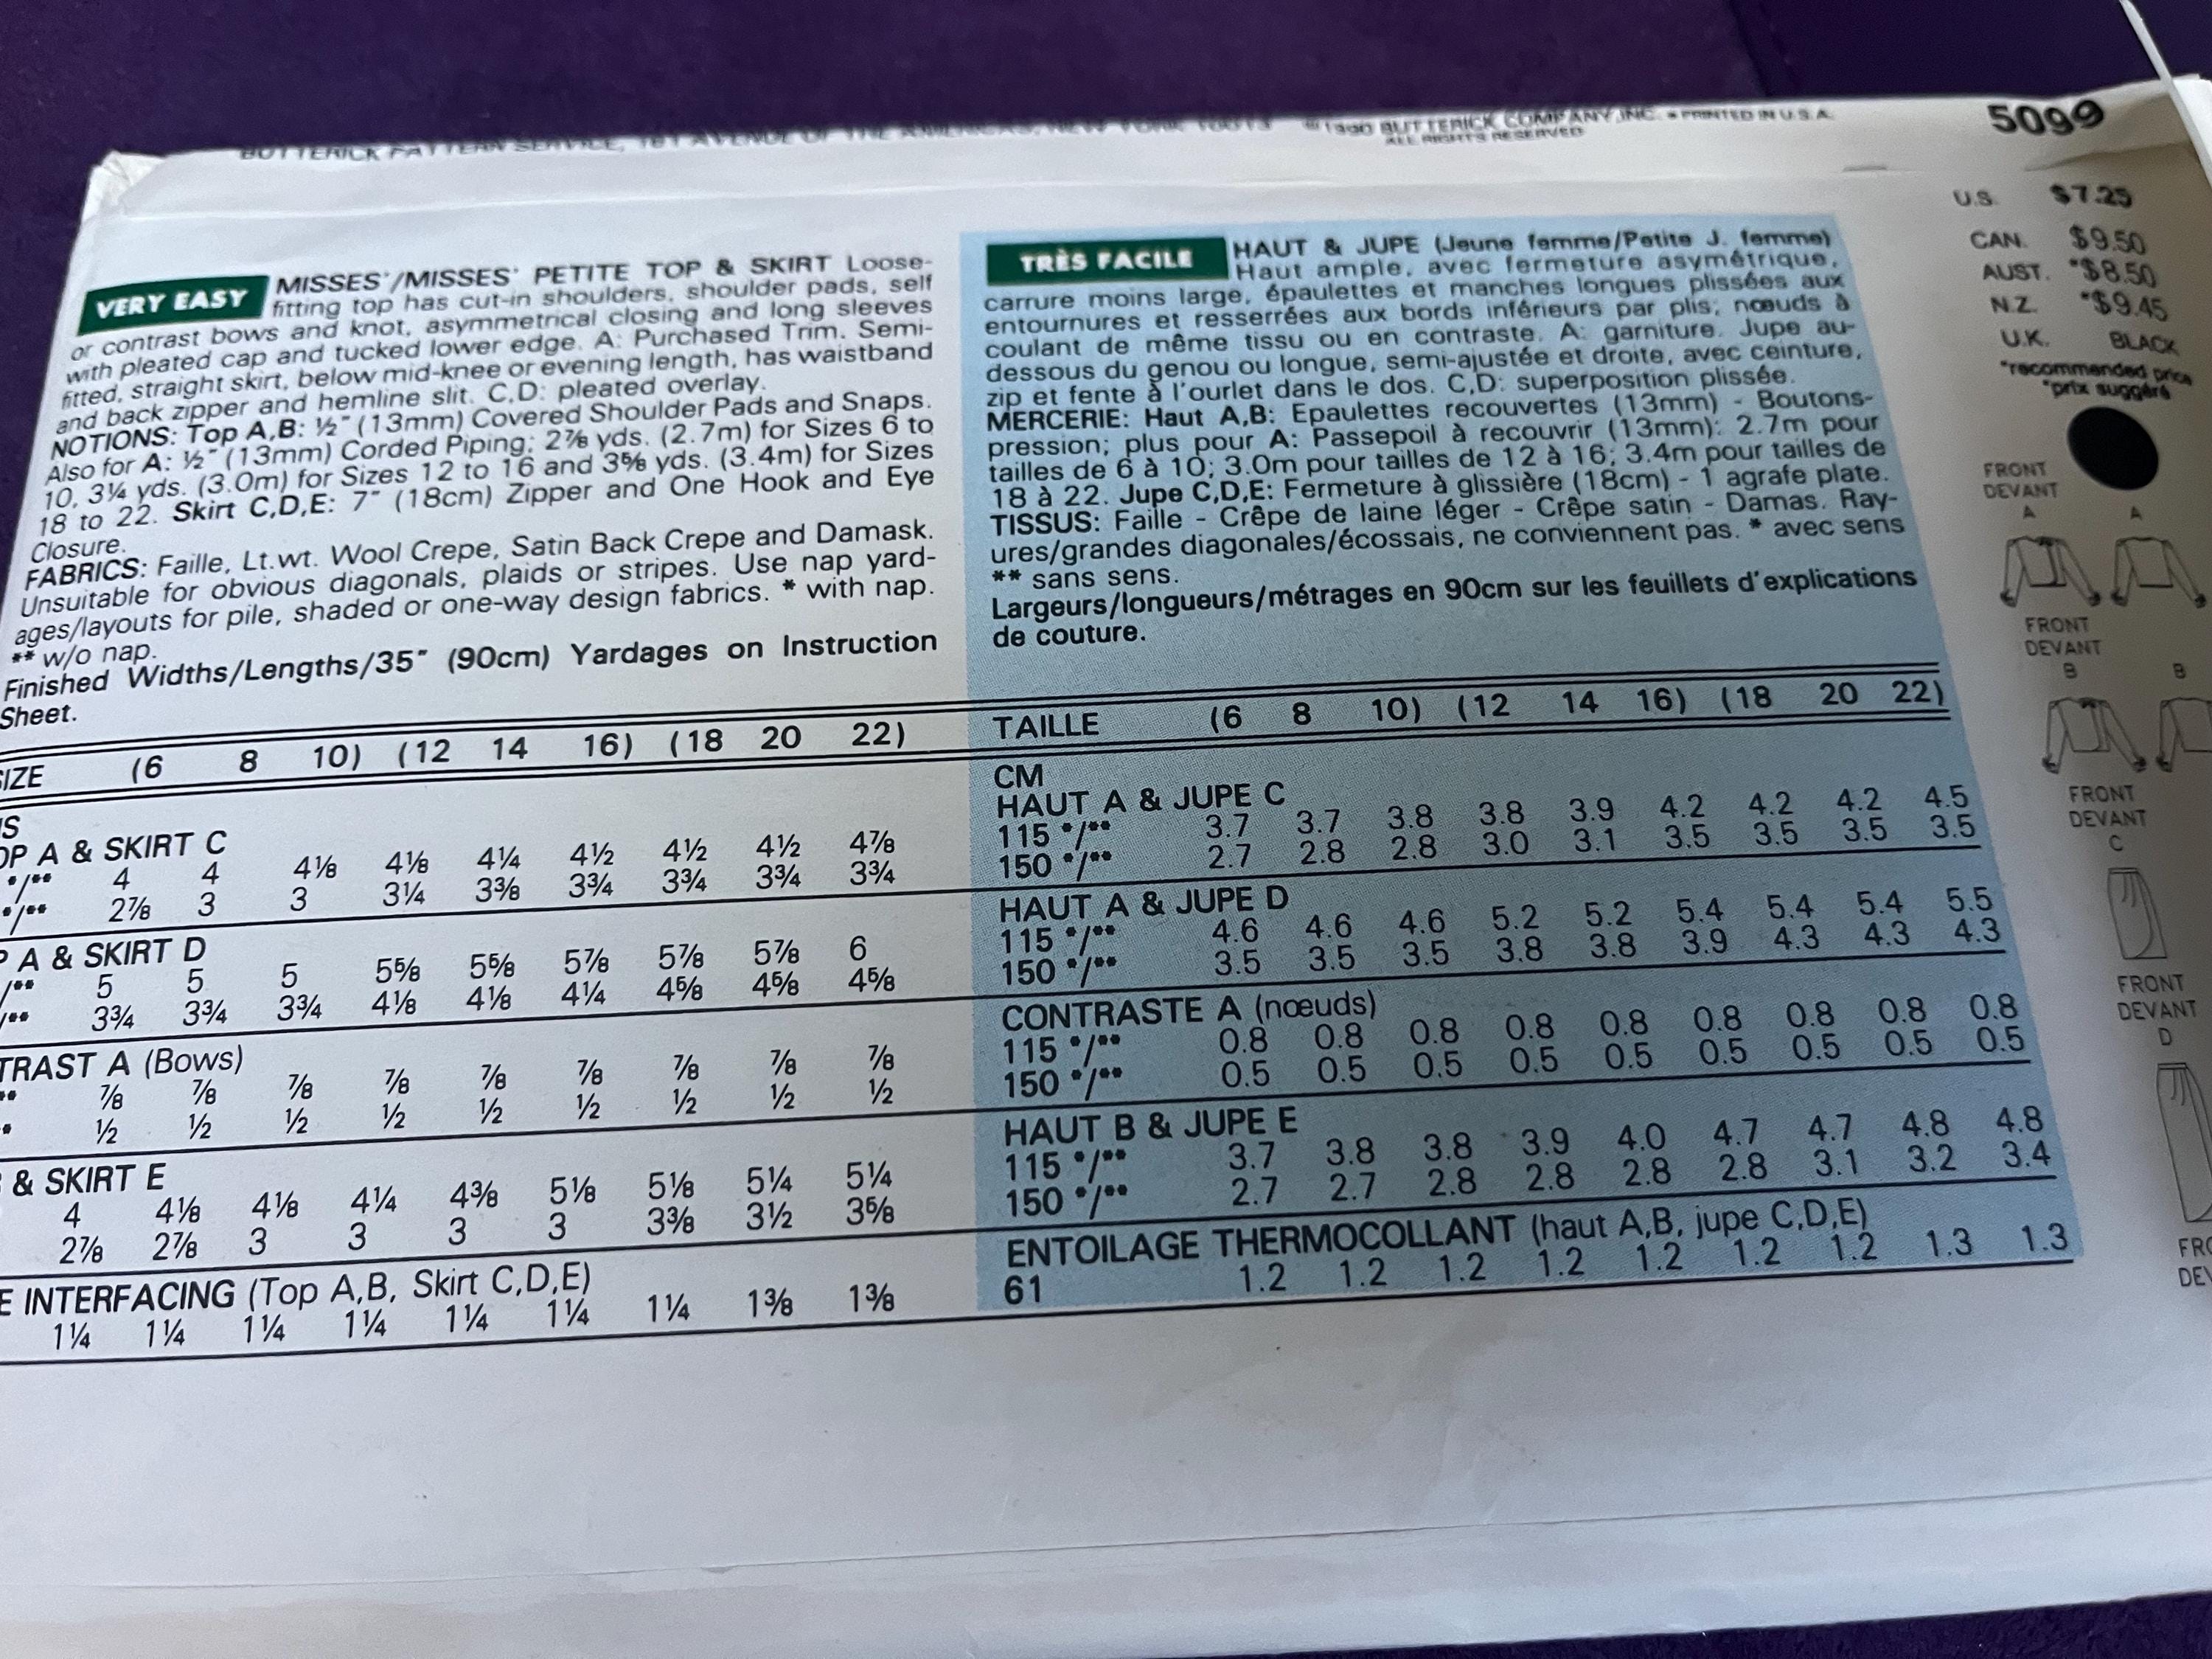 BUTTERICK PATTERN SERVICE, 161 AVENUE OF THE AMERICAS, NEW YORK 10013 © 1990 BUTTERICK COMPANY, INC. • PRINTED IN U.S.A.
ALL RIGHTS RESERVED
5099
VERY EASY
MISSES'/MISSES' PETITE TOP & SKIRT Loose-
fitting top has cut-in shoulders, shoulder pads, self
or contrast bows and knot, asymmetrical closing and long sleeves
with pleated cap and tucked lower edge. A: Purchased Trim. Semi-
fitted, straight skirt, below mid-knee or evening length, has waistband
and back zipper and hemline slit. C,D: pleated overlay.
NOTIONS: Top A,B: ½" (13mm) Covered Shoulder Pads and Snaps.
Also for A: ½" (13mm) Corded Piping: 2⅞ yds. (2.7m) for Sizes 6 to
10, 3¼ yds. (3.0m) for Sizes 12 to 16 and 3⅝ yds. (3.4m) for Sizes
18 to 22. Skirt C,D,E: 7" (18cm) Zipper and One Hook and Eye
Closure.
FABRICS: Faille, Lt.wt. Wool Crepe, Satin Back Crepe and Damask.
Unsuitable for obvious diagonals, plaids or stripes. Use nap yard-
ages/layouts for pile, shaded or one-way design fabrics. * with nap.
** w/o nap.
Finished Widths/Lengths/35" (90cm) Yardages on Instruction
Sheet.
IZE (6 8 10) (12 14 16) (18 20 22)
S
OP A & SKIRT C
*/** 4 4 4⅛ 4⅛ 4¼ 4½ 4½ 4½ 4⅞
*/** 2⅞ 3 3 3¼ 3⅜ 3¾ 3¾ 3¾ 3¾
P A & SKIRT D
/** 5 5 5 5⅝ 5⅝ 5⅞ 5⅞ 5⅞ 6
/** 3¾ 3¾ 3¾ 4⅛ 4⅛ 4¼ 4⅝ 4⅝ 4⅝
TRAST A (Bows)
** ⅞ ⅞ ⅞ ⅞ ⅞ ⅞ ⅞ ⅞ ⅞
* ½ ½ ½ ½ ½ ½ ½ ½ ½
& SKIRT E
4 4⅛ 4⅛ 4¼ 4⅜ 5⅛ 5⅛ 5¼ 5¼
2⅞ 2⅞ 3 3 3 3 3⅜ 3½ 3⅝
E INTERFACING (Top A,B, Skirt C,D,E)
1¼ 1¼ 1¼ 1¼ 1¼ 1¼ 1¼ 1⅜ 1⅜
TRÈS FACILE
HAUT & JUPE (Jeune femme/Petite J. femme)
Haut ample, avec fermeture asymétrique,
carrure moins large, épaulettes et manches longues plissées aux
entournures et resserrées aux bords inférieurs par plis; nœuds à
coulant de même tissu ou en contraste. A: garniture. Jupe au-
dessous du genou ou longue, semi-ajustée et droite, avec ceinture,
zip et fente à l'ourlet dans le dos. C,D: superposition plissée.
MERCERIE: Haut A,B: Epaulettes recouvertes (13mm) - Boutons-
pression; plus pour A: Passepoil à recouvrir (13mm): 2.7m pour
tailles de 6 à 10; 3.0m pour tailles de 12 à 16; 3.4m pour tailles de
18 à 22. Jupe C,D,E: Fermeture à glissière (18cm) - 1 agrafe plate.
TISSUS: Faille - Crêpe de laine léger - Crêpe satin - Damas. Ray-
ures/grandes diagonales/écossais, ne conviennent pas. * avec sens
** sans sens.
Largeurs/longueurs/métrages en 90cm sur les feuillets d'explications
de couture.
TAILLE (6 8 10) (12 14 16) (18 20 22)
CM
HAUT A & JUPE C
115 */** 3.7 3.7 3.8 3.8 3.9 4.2 4.2 4.2 4.5
150 */** 2.7 2.8 2.8 3.0 3.1 3.5 3.5 3.5 3.5
HAUT A & JUPE D
115 */** 4.6 4.6 4.6 5.2 5.2 5.4 5.4 5.4 5.5
150 */** 3.5 3.5 3.5 3.8 3.8 3.9 4.3 4.3 4.3
CONTRASTE A (nœuds)
115 */** 0.8 0.8 0.8 0.8 0.8 0.8 0.8 0.8 0.8
150 */** 0.5 0.5 0.5 0.5 0.5 0.5 0.5 0.5 0.5
HAUT B & JUPE E
115 */** 3.7 3.8 3.8 3.9 4.0 4.7 4.7 4.8 4.8
150 */** 2.7 2.7 2.8 2.8 2.8 2.8 3.1 3.2 3.4
ENTOILAGE THERMOCOLLANT (haut A,B, jupe C,D,E)
61 1.2 1.2 1.2 1.2 1.2 1.2 1.2 1.3 1.3
U.S. $7.25
CAN. $9.50
AUST. *$8.50
N.Z. *$9.45
U.K. BLACK
*recommended price
*prix suggéré
FRONT
DEVANT
A A
FRONT
DEVANT
B B
FRONT
DEVANT
C
FRONT
DEVANT
D
FRO
DEV